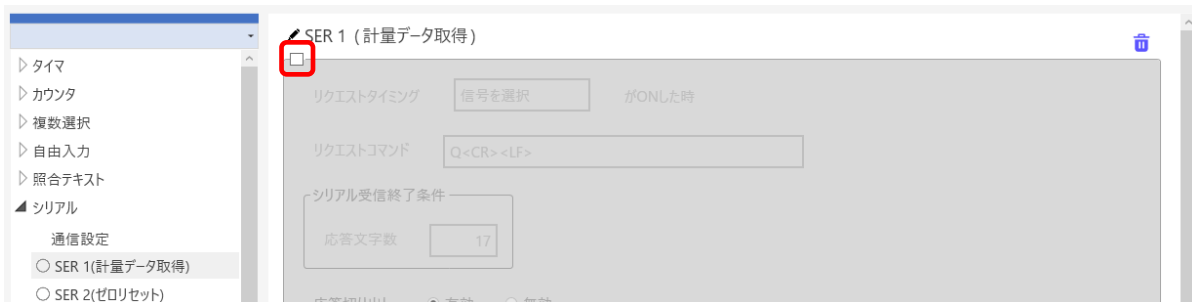 SER 1 (計量データ取得)
タイマ
カウンタ
複数選択
自由入力
照合テキスト
シリアル
通信設定
SER 1(計量データ取得)
SER 2(ゼロリセット)
リクエストタイミング 信号を選択 がONした時
リクエストコマンド Q<CR><LF>
シリアル受信終了条件
応答文字数 17